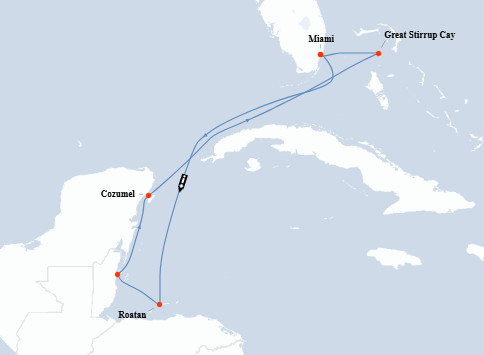 Great Stirrup Cay
Miami
Cozumel
Roatan